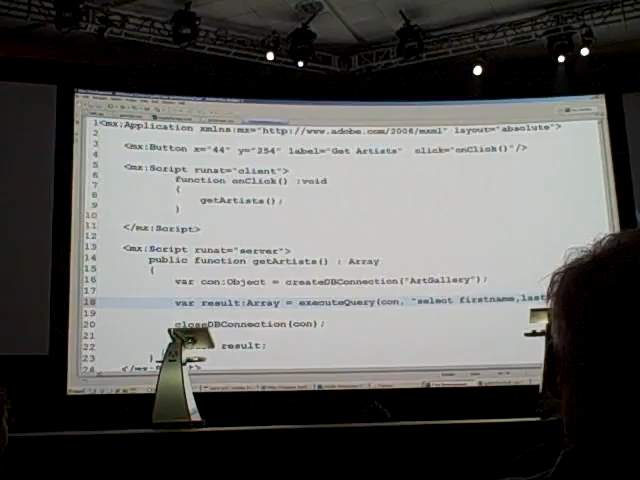 1 <mx:Application xmlns:mx="http://www.adobe.com/2006/mxml" layout="absolute">
2
3 <mx:Button x="44" y="254" label="Get Artists" click="onClick()"/>
4
5 <mx:Script runat="client">
6 function onClick() :void
7 {
8 getArtists();
9 }
10
11 </mx:Script>
12
13 <mx:Script runat="server">
14 public function getArtists() : Array
15 {
16 var con:Object = createDBConnection("ArtGallery");
17
18 var result:Array = executeQuery(con, "select firstname,last
19
20 closeDBConnection(con);
21
22 result;
23 }
24